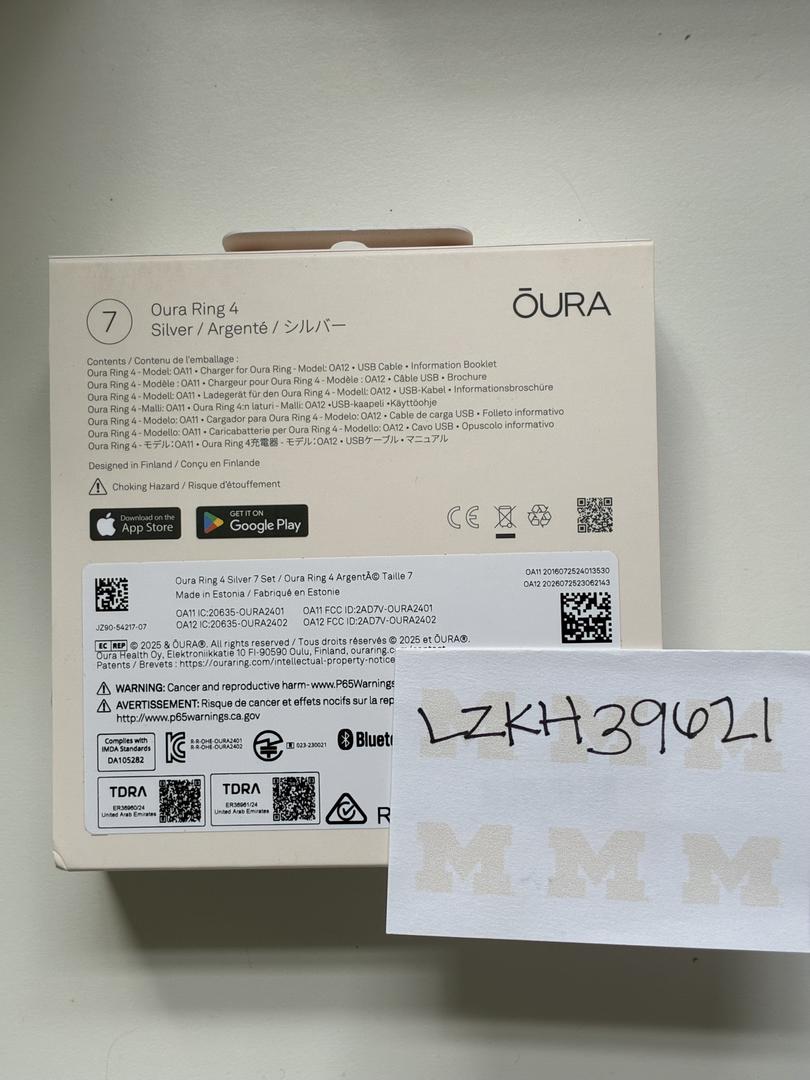 7
Oura Ring 4
Silver / Argenté / シルバー
ŌURA
Contents / Contenu de l'emballage :
Oura Ring 4 - Model: OA11 • Charger for Oura Ring - Model: OA12 • USB Cable • Information Booklet
Oura Ring 4 - Modèle : OA11 • Chargeur pour Oura Ring 4 - Modèle : OA12 • Câble USB • Brochure
Oura Ring 4 - Modell: OA11 • Ladegerät für den Oura Ring 4 - Modell: OA12 • USB-Kabel • Informationsbroschüre
Oura Ring 4-Malli: OA11 • Oura Ring 4:n laturi - Malli: OA12 •USB-kaapeli •Käyttöohje
Oura Ring 4 - Modelo: OA11 • Cargador para Oura Ring 4 - Modelo: OA12 • Cable de carga USB • Folleto informativo
Oura Ring 4 - Modello: OA11 • Caricabatterie per Oura Ring 4 - Modello: OA12 • Cavo USB • Opuscolo informativo
Oura Ring 4 - モデル:OA11 • Oura Ring 4充電器 - モデル:OA12 • USBケーブル • マニュアル
Designed in Finland / Conçu en Finlande
Choking Hazard / Risque d'étouffement
Download on the
App Store
GET IT ON
Google Play
CE
Oura Ring 4 Silver 7 Set / Oura Ring 4 ArgentÃ© Taille 7
Made in Estonia / Fabriqué en Estonie
OA11 2016072524013530
OA12 2026072523062143
OA11 IC:20635-OURA2401 OA11 FCC ID:2AD7V-OURA2401
OA12 IC:20635-OURA2402 OA12 FCC ID:2AD7V-OURA2402
JZ90-54217-07
EC REP © 2025 & ŌURA®. All rights reserved / Tous droits réservés © 2025 et ŌURA®.
Oura Health Oy, Elektroniikkatie 10 FI-90590 Oulu, Finland, ouraring.com/contact
Patents / Brevets : https://ouraring.com/intellectual-property-notice
WARNING: Cancer and reproductive harm-www.P65Warnings
AVERTISSEMENT: Risque de cancer et effets nocifs sur la rep
http://www.p65warnings.ca.gov
Complies with
IMDA Standards
DA105282
R-R-OHE-OURA2401
R-R-OHE-OURA2402
023-230021
Bluet
TDRA
ER36960/24
United Arab Emirates
TDRA
ER36961/24
United Arab Emirates
R
LZKH39621
M M M
M M M